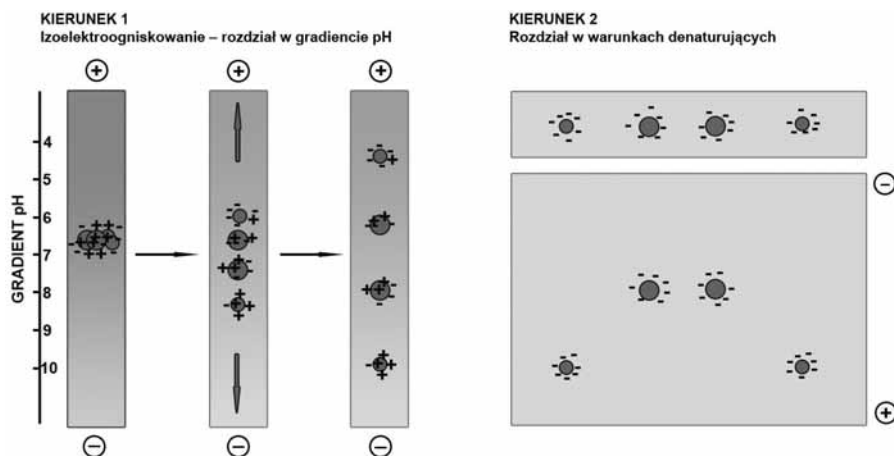 KIERUNEK 1
Izoelektroogniskowanie – rozdział w gradiencie pH
KIERUNEK 2
Rozdział w warunkach denaturujących
GRADIENT pH
4
5
6
7
8
9
10